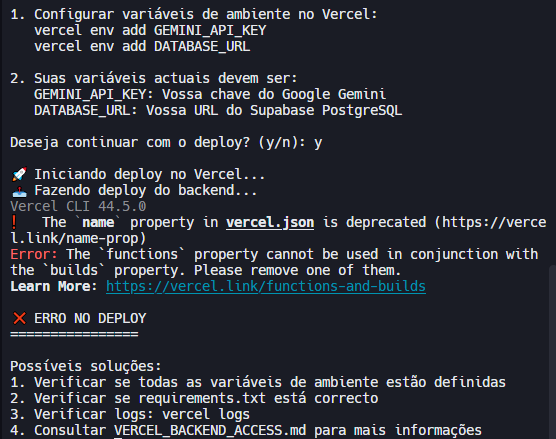 1. Configurar variáveis de ambiente no Vercel:
vercel env add GEMINI_API_KEY
vercel env add DATABASE_URL
2. Suas variáveis actuais devem ser:
GEMINI_API_KEY: Vossa chave do Google Gemini
DATABASE_URL: Vossa URL do Supabase PostgreSQL
Deseja continuar com o deploy? (y/n): y
🚀 Iniciando deploy no Vercel...
📤 Fazendo deploy do backend...
Vercel CLI 44.5.0
❗ The `name` property in vercel.json is deprecated (https://verce
l.link/name-prop)
Error: The `functions` property cannot be used in conjunction with
the `builds` property. Please remove one of them.
Learn More: https://vercel.link/functions-and-builds
❌ ERRO NO DEPLOY
================
Possíveis soluções:
1. Verificar se todas as variáveis de ambiente estão definidas
2. Verificar se requirements.txt está correcto
3. Verificar logs: vercel logs
4. Consultar VERCEL_BACKEND_ACCESS.md para mais informações